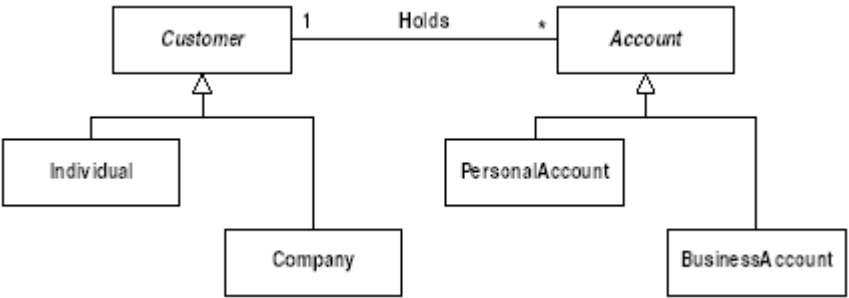 Customer
1 Holds *
Account
Individual
PersonalAccount
Company
BusinessAccount